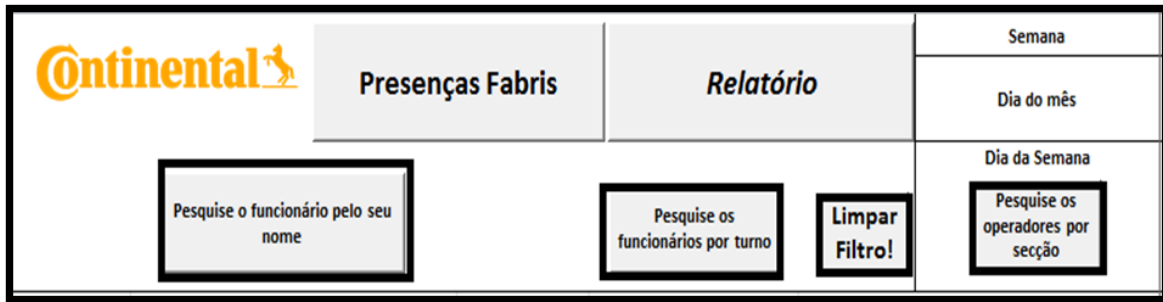 Continental
Presenças Fabris
Relatório
Semana
Dia do mês
Dia da Semana
Pesquise o funcionário pelo seu
nome
Pesquise os
funcionários por turno
Limpar
Filtro!
Pesquise os
operadores por
secção